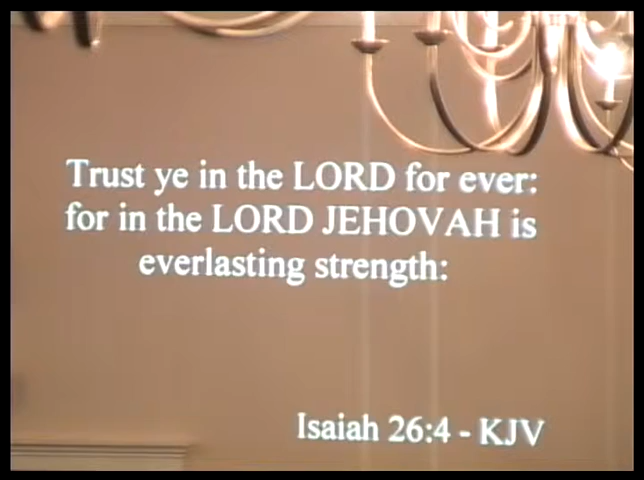 Trust ye in the LORD for ever:
for in the LORD JEHOVAH is
everlasting strength:
Isaiah 26:4 - KJV